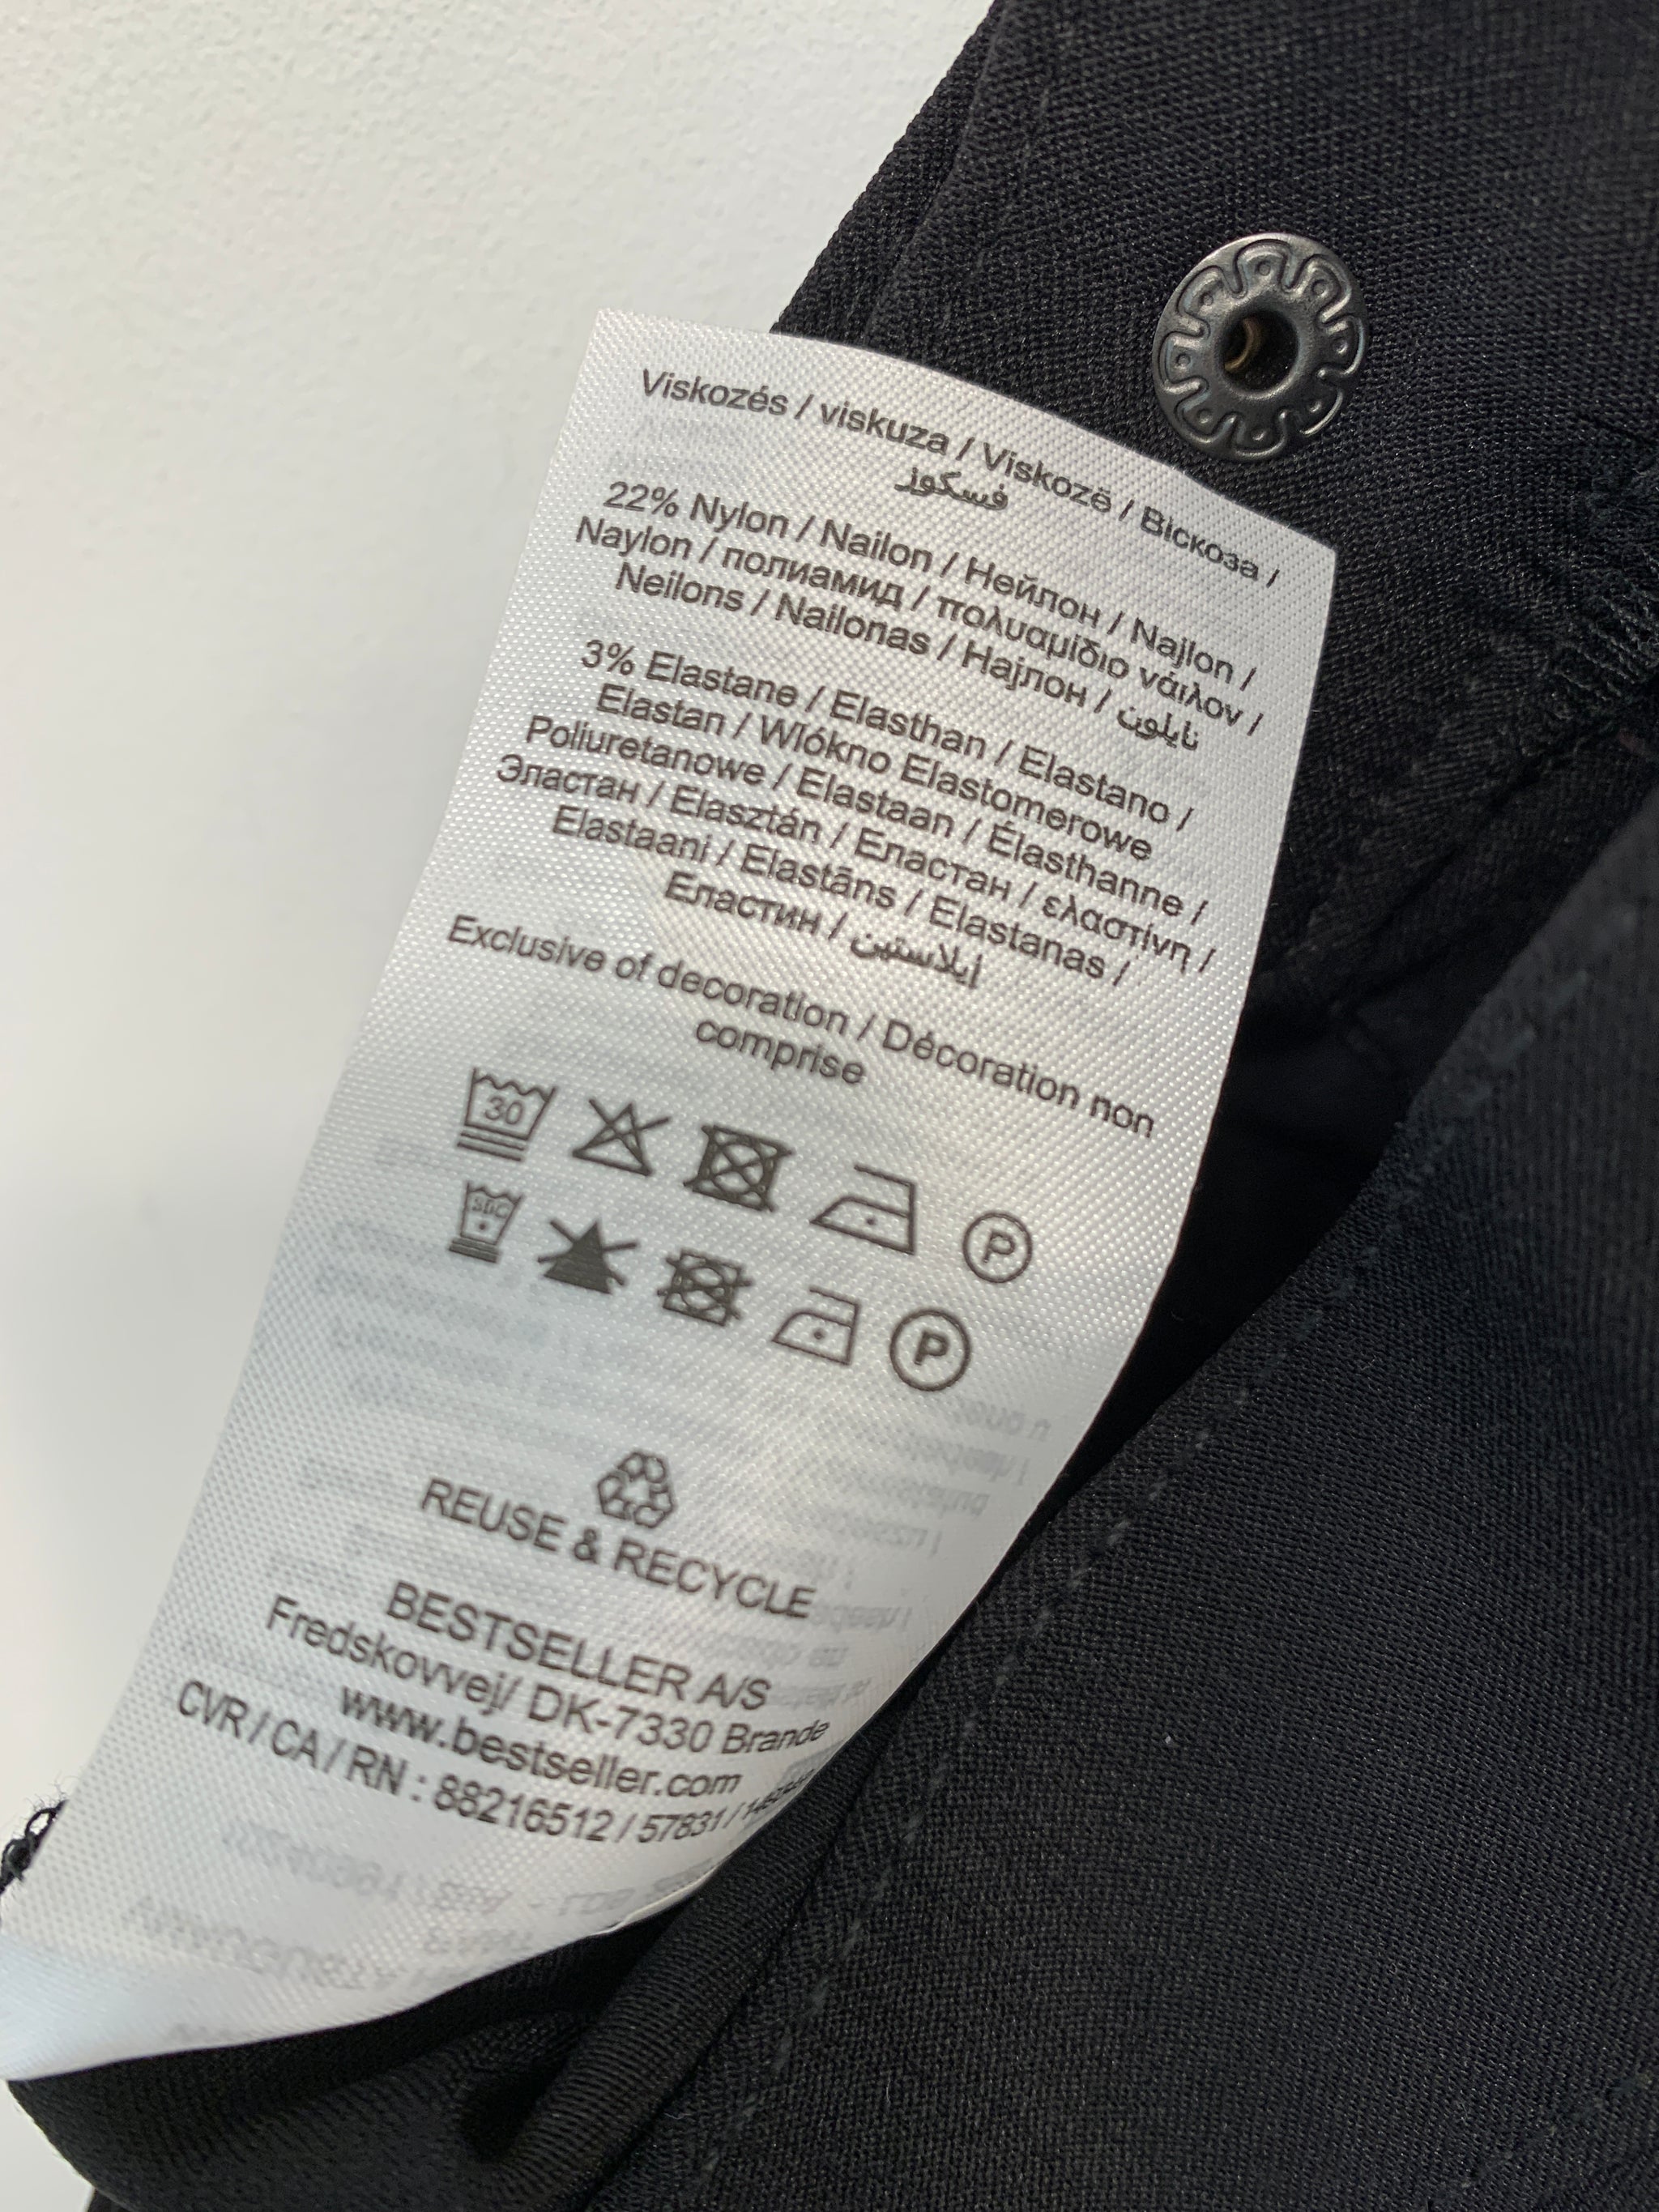 Viskozés / viskuza / Viskozë / Віскоза /
فسكوز
22% Nylon / Nailon / Нейлон / Najlon /
Naylon / полиамид / πολυαμίδιο νάιλον /
Neilons / Nailonas / Најлон / نايلون
3% Elastane / Elasthan / Elastano /
Elastan / Wlókno Elastomerowe
Poliuretanowe / Elastaan / Élasthanne /
Эластан / Elasztán / Еластан / ελαστίνη /
Elastaani / Elastāns / Elastanas /
Еластин / إيلاستين
Exclusive of decoration / Décoration non
comprise
30
P
SDC
P
REUSE & RECYCLE
BESTSELLER A/S
Fredskovvej/ DK-7330 Brande
www.bestseller.com
CVR / CA / RN : 88216512 / 57831 /